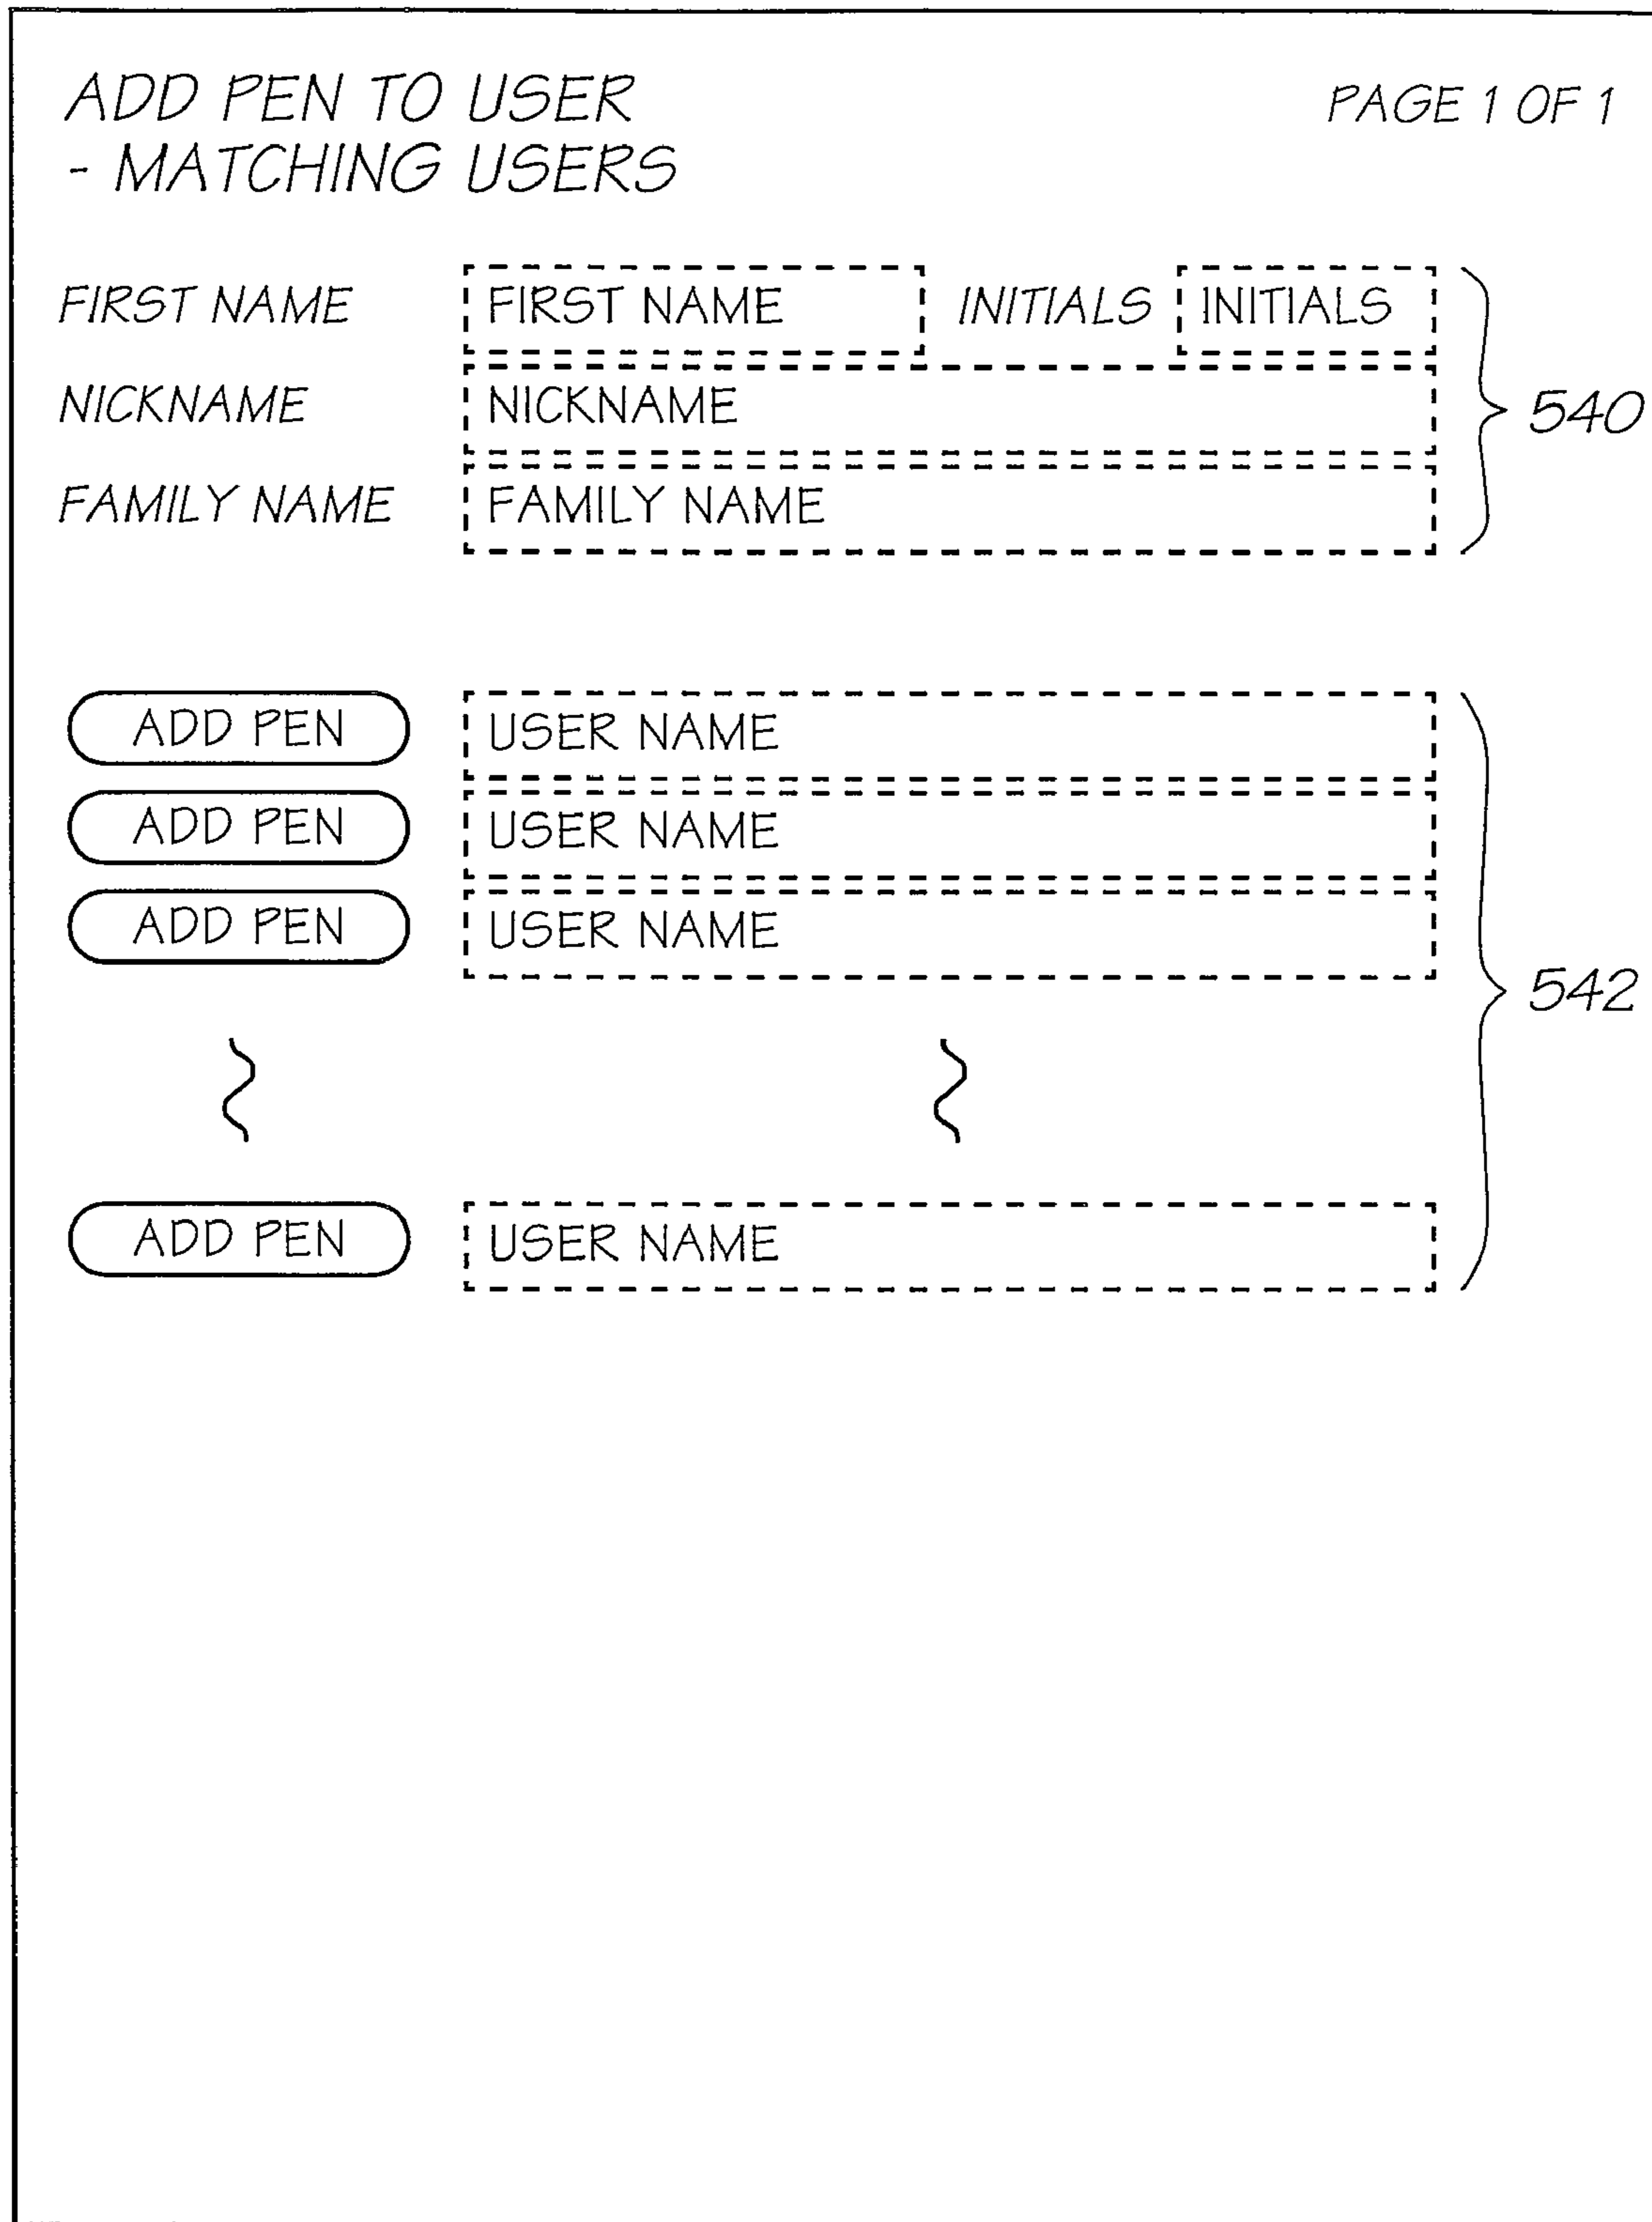 ADD PEN TO USER PAGE 1 OF 1
- MATCHING USERS
FIRST NAME FIRST NAME INITIALS INITIALS
NICKNAME NICKNAME
540
FAMILY NAME FAMILY NAME
ADD PEN USER NAME
ADD PEN USER NAME
ADD PEN USER NAME
542
ADD PEN USER NAME